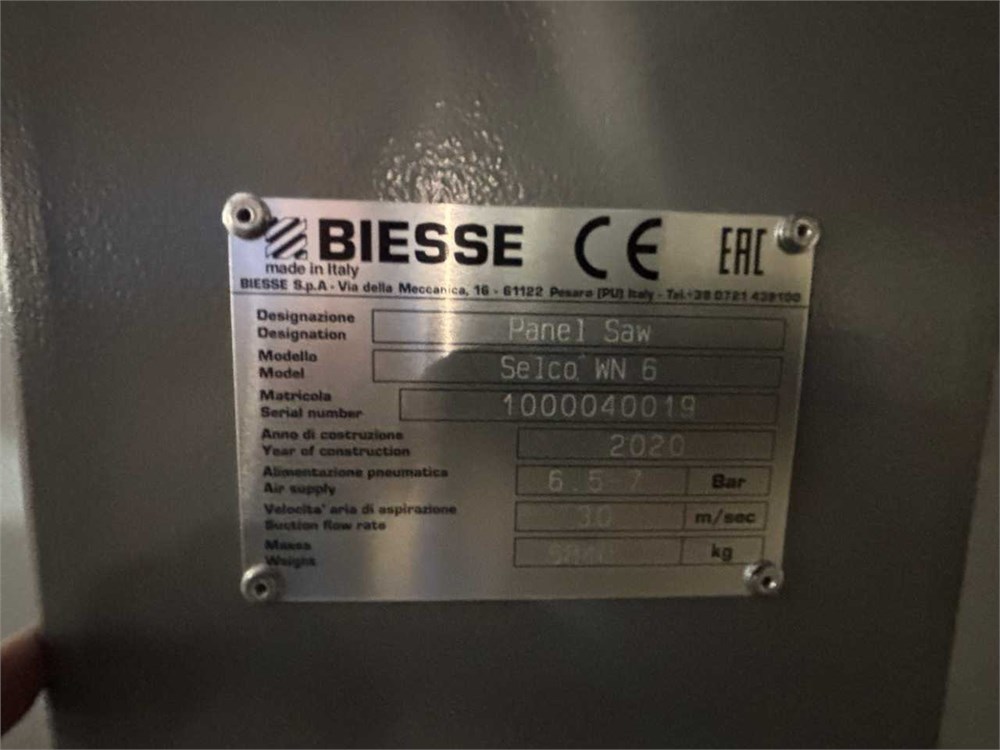 BIESSE CE EAC
made in Italy
BIESSE S.p.A - Via della Meccanica, 16 - 61122 Pesaro (PU) Italy - Tel.+39 0721 439100
Designazione
Designation
Panel Saw
Modello
Model
Selco WN 6
Matricola
Serial number
1000040019
Anno di costruzione
Year of construction
2020
Alimentazione pneumatica
Air supply
6.5-7 Bar
Velocita' aria di aspirazione
Suction flow rate
30 m/sec
Massa
Weight
kg